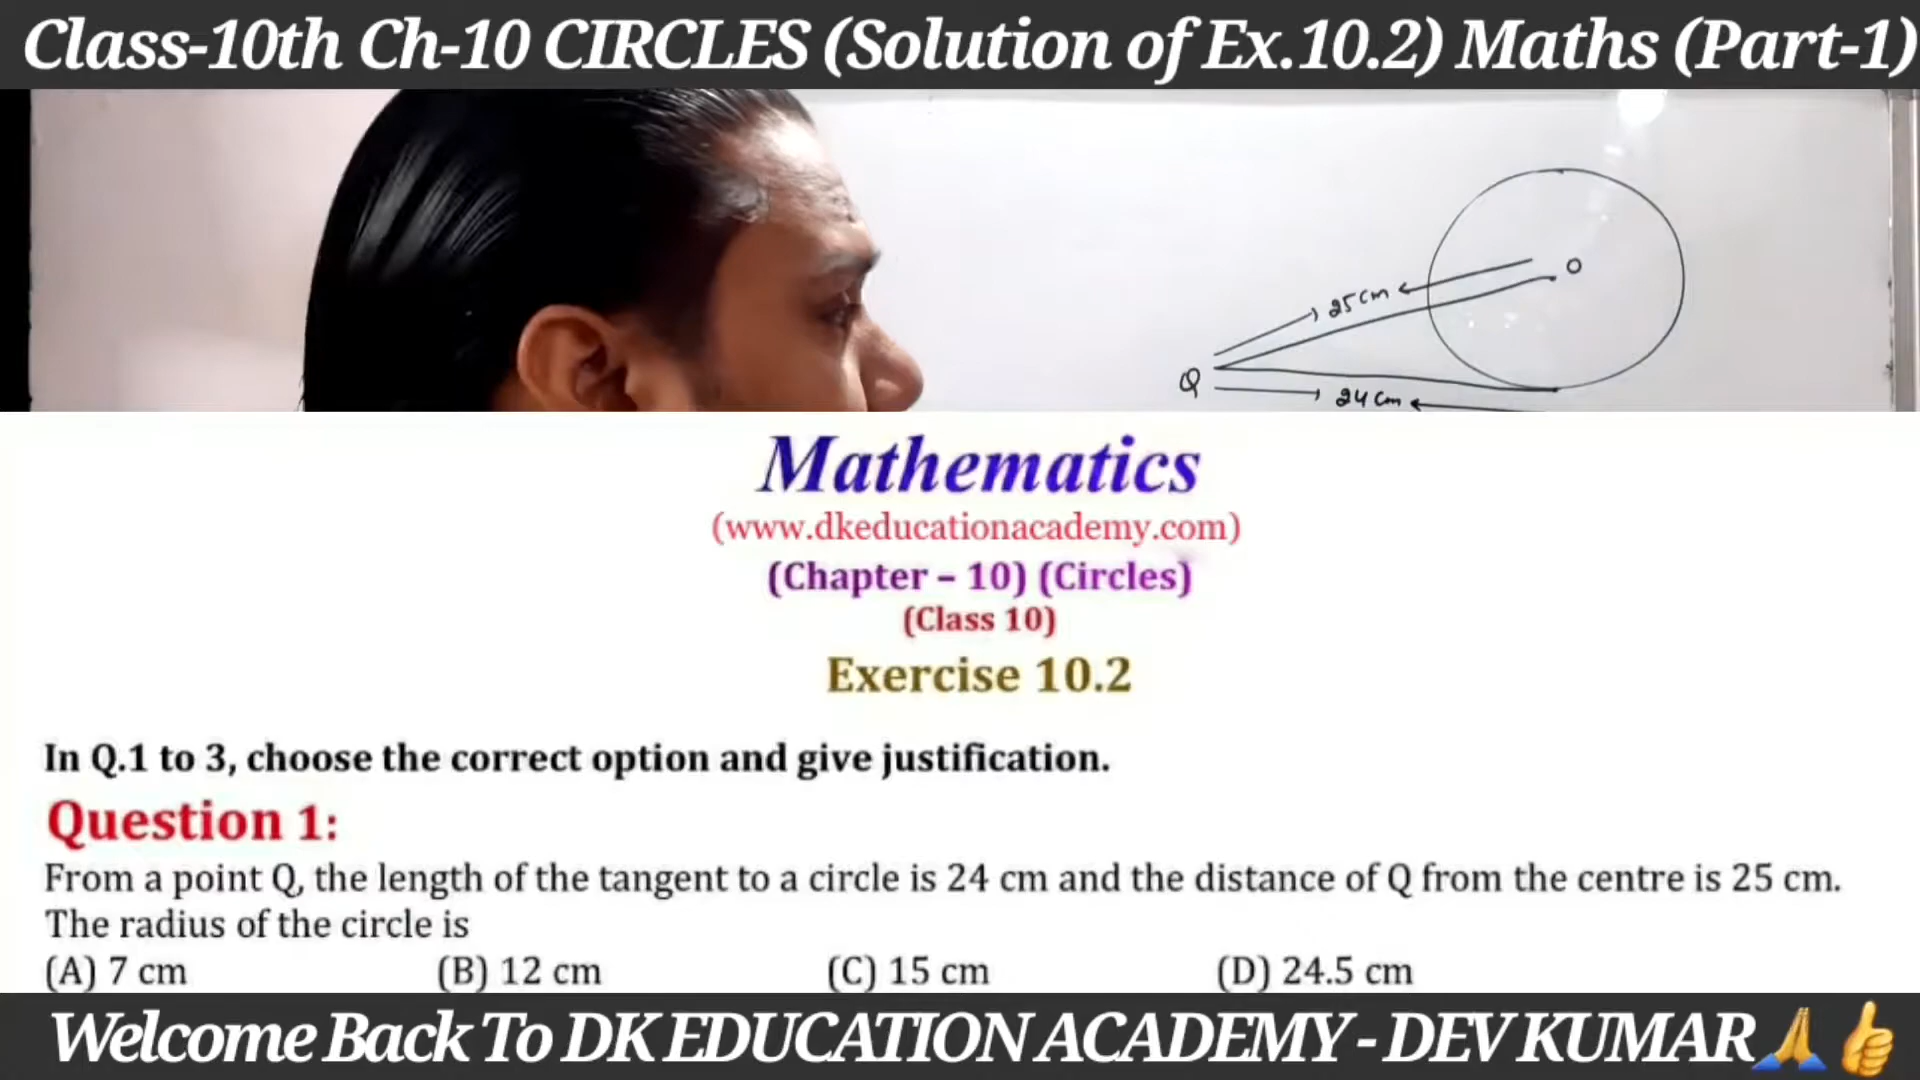 Class-10th Ch-10 CIRCLES (Solution of Ex.10.2) Maths (Part-1)
O
25cm
Q
24cm
Mathematics
(www.dkeducationacademy.com)
(Chapter – 10) (Circles)
(Class 10)
Exercise 10.2
In Q.1 to 3, choose the correct option and give justification.
Question 1:
From a point Q, the length of the tangent to a circle is 24 cm and the distance of Q from the centre is 25 cm.
The radius of the circle is
(A) 7 cm (B) 12 cm (C) 15 cm (D) 24.5 cm
Welcome Back To DK EDUCATION ACADEMY - DEV KUMAR🙏👍